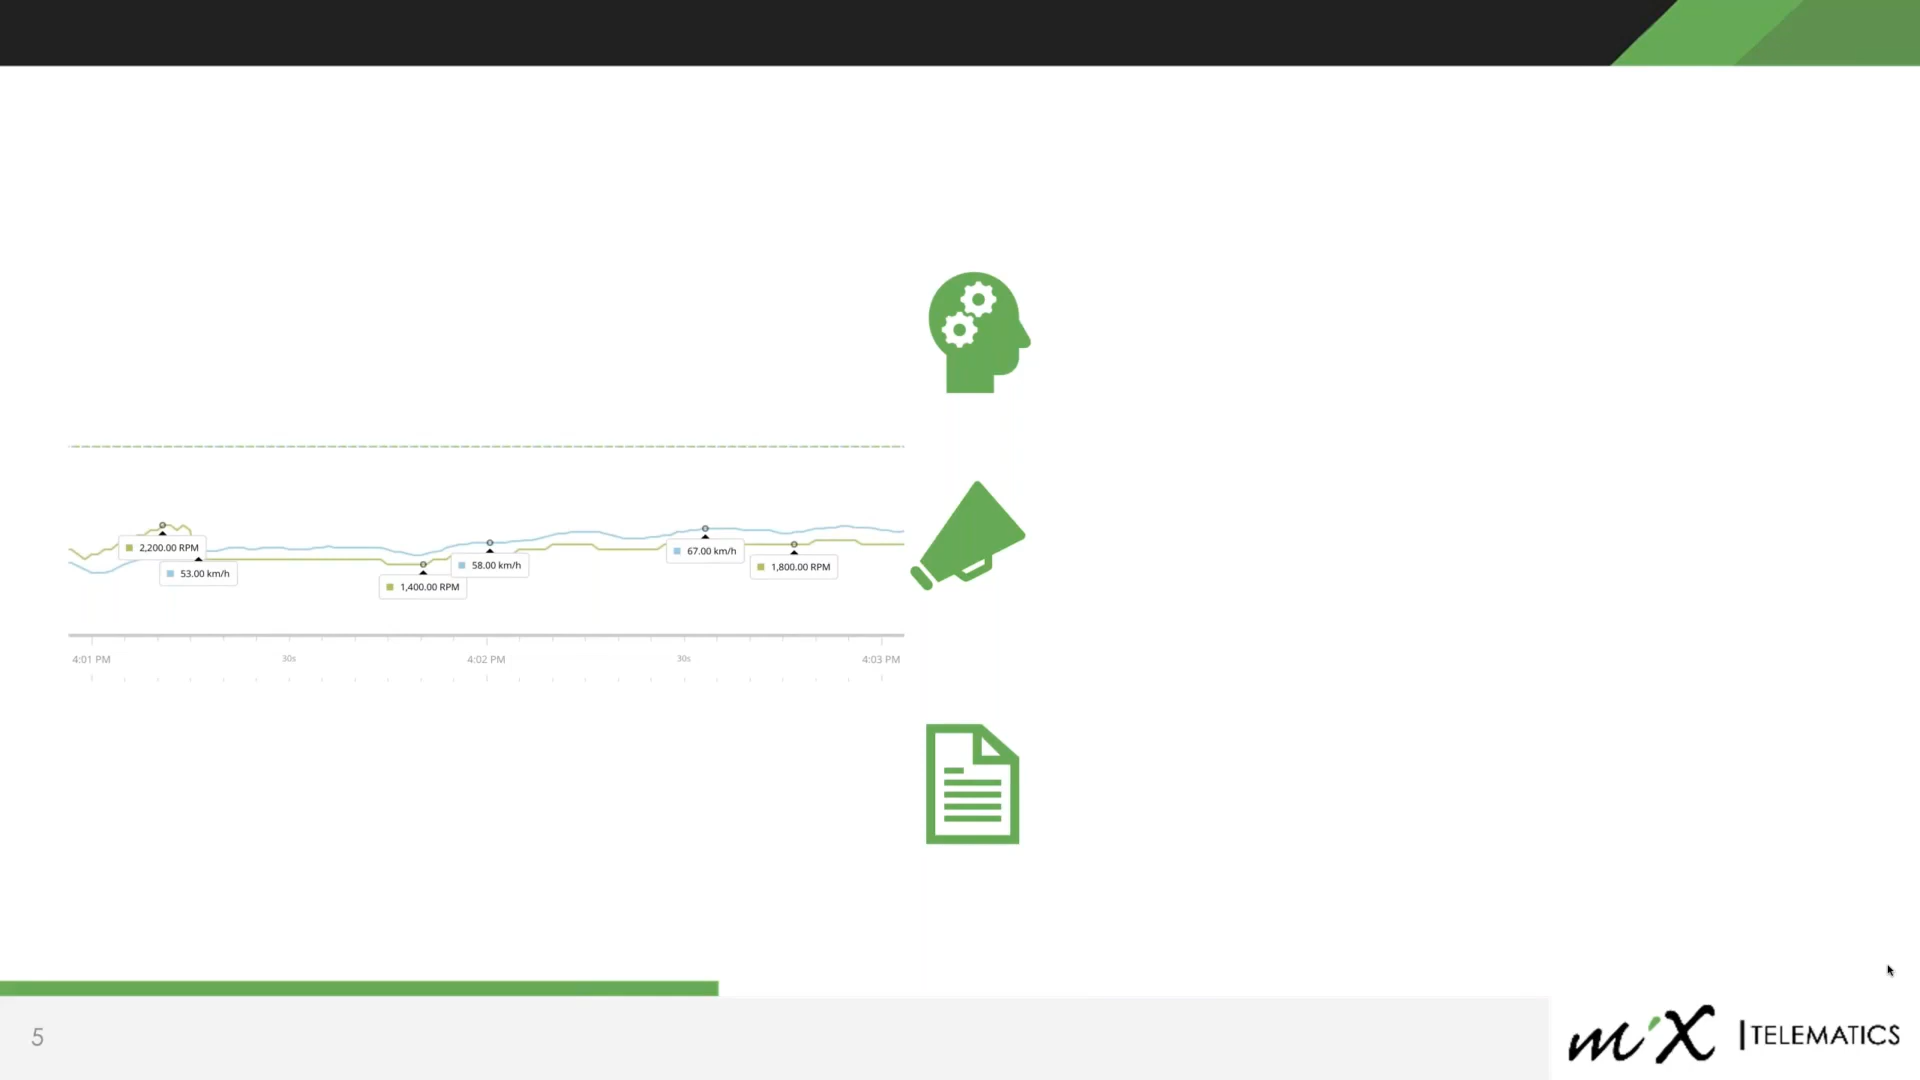 2,200.00 RPM
53.00 km/h
1,400.00 RPM
58.00 km/h
67.00 km/h
1,800.00 RPM
4:01 PM
30s
4:02 PM
30s
4:03 PM
5
mix |TELEMATICS